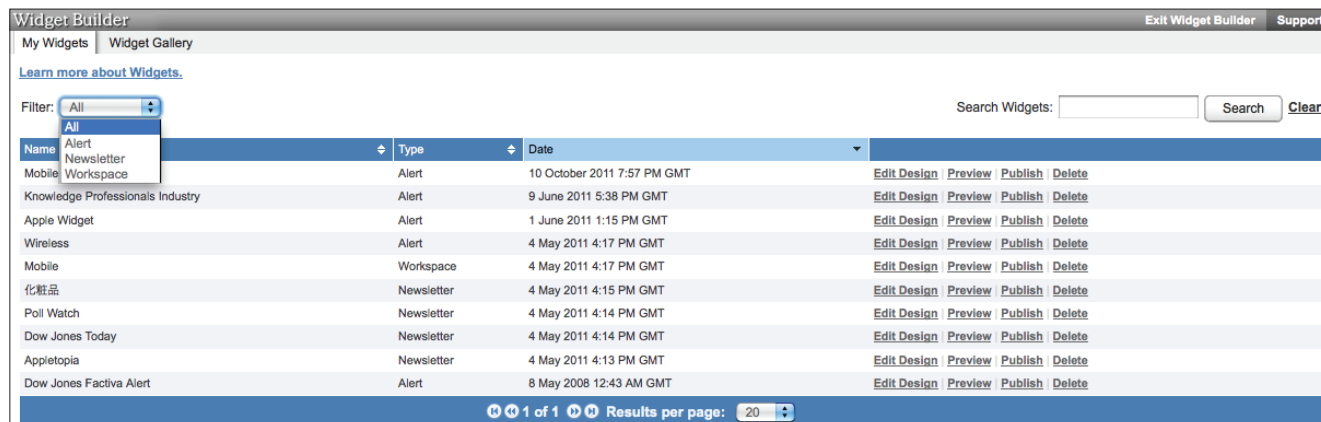 Widget Builder Exit Widget Builder Support
My Widgets Widget Gallery
Learn more about Widgets.
Filter: All Search Widgets: Search Clear
All
Alert
Newsletter
Workspace
Name Type Date
Mobile Alert 10 October 2011 7:57 PM GMT Edit Design | Preview | Publish | Delete
Knowledge Professionals Industry Alert 9 June 2011 5:38 PM GMT Edit Design | Preview | Publish | Delete
Apple Widget Alert 1 June 2011 1:15 PM GMT Edit Design | Preview | Publish | Delete
Wireless Alert 4 May 2011 4:17 PM GMT Edit Design | Preview | Publish | Delete
Mobile Workspace 4 May 2011 4:17 PM GMT Edit Design | Preview | Publish | Delete
化粧品 Newsletter 4 May 2011 4:15 PM GMT Edit Design | Preview | Publish | Delete
Poll Watch Newsletter 4 May 2011 4:14 PM GMT Edit Design | Preview | Publish | Delete
Dow Jones Today Newsletter 4 May 2011 4:14 PM GMT Edit Design | Preview | Publish | Delete
Appletopia Newsletter 4 May 2011 4:13 PM GMT Edit Design | Preview | Publish | Delete
Dow Jones Factiva Alert Alert 8 May 2008 12:43 AM GMT Edit Design | Preview | Publish | Delete
1 of 1 Results per page: 20